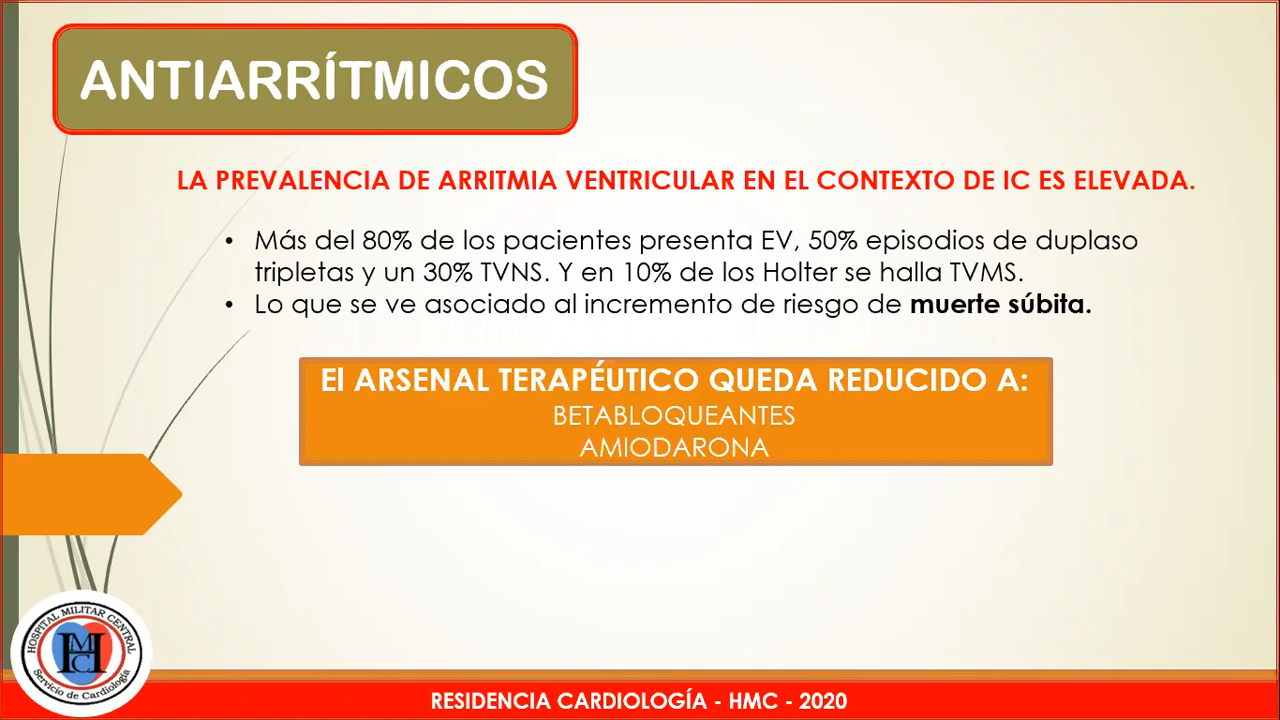 ANTIARRÍTMICOS
LA PREVALENCIA DE ARRITMIA VENTRICULAR EN EL CONTEXTO DE IC ES ELEVADA.
• Más del 80% de los pacientes presenta EV, 50% episodios de duplaso
tripletas y un 30% TVNS. Y en 10% de los Holter se halla TVMS.
• Lo que se ve asociado al incremento de riesgo de muerte súbita.
El ARSENAL TERAPÉUTICO QUEDA REDUCIDO A:
BETABLOQUEANTES
AMIODARONA
HOSPITAL MILITAR CENTRAL
HMC
Servicio de Cardiología
RESIDENCIA CARDIOLOGÍA - HMC - 2020